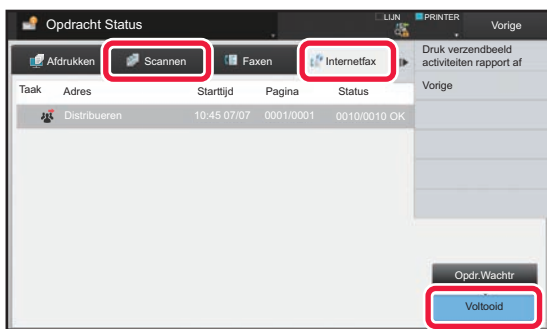 Opdracht Status
LIJN
PRINTER
Vorige
Afdrukken
Scannen
Faxen
Internetfax
Druk verzendbeeld
activiteiten rapport af
Vorige
Taak Adres Starttijd Pagina Status
Distribueren 10:45 07/07 0001/0001 0010/0010 OK
Opdr.Wachtr
Voltooid